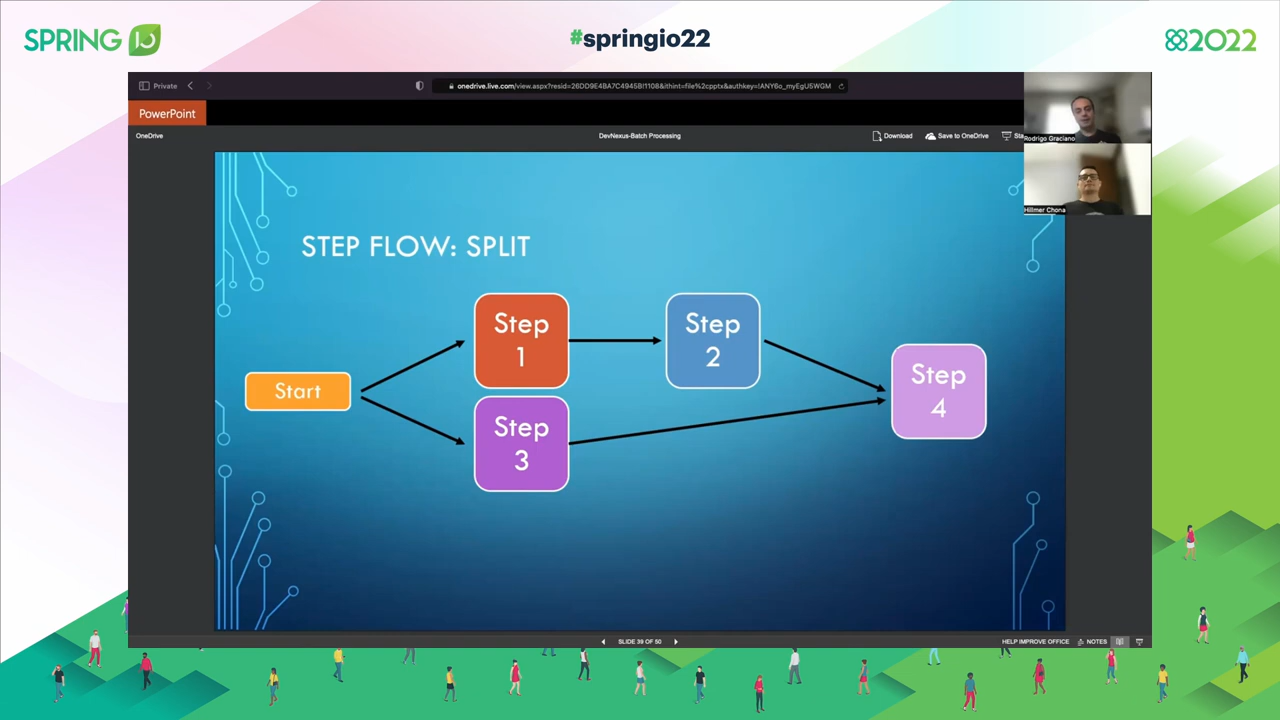 SPRING IO
#springio22
2022
Private
onedrive.live.com/view.aspx?resid=26DD9E4BA7C4945B!1108&ithint=file%2cpptx&authkey=!ANY6o_myEgU5WGM
PowerPoint
OneDrive
DevNexus-Batch Processing
Download
Save to OneDrive
Sta
Rodrigo Graciano
Hillmer Chona
STEP FLOW: SPLIT
Start
Step
1
Step
2
Step
3
Step
4
SLIDE 39 OF 50
HELP IMPROVE OFFICE
NOTES